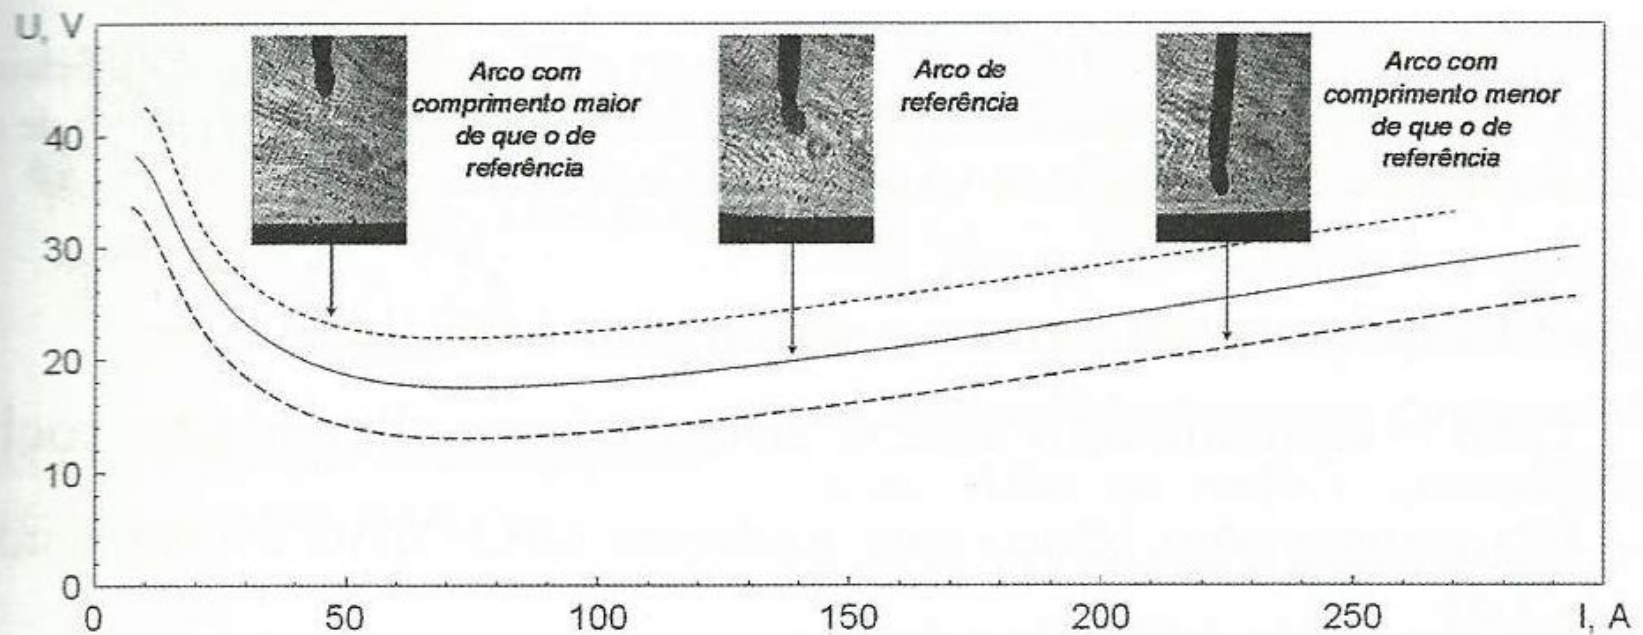 U, V
Arco com
comprimento maior
de que o de
referência
Arco de
referência
Arco com
comprimento menor
de que o de
referência
40
30
20
10
0
0 50 100 150 200 250 I, A